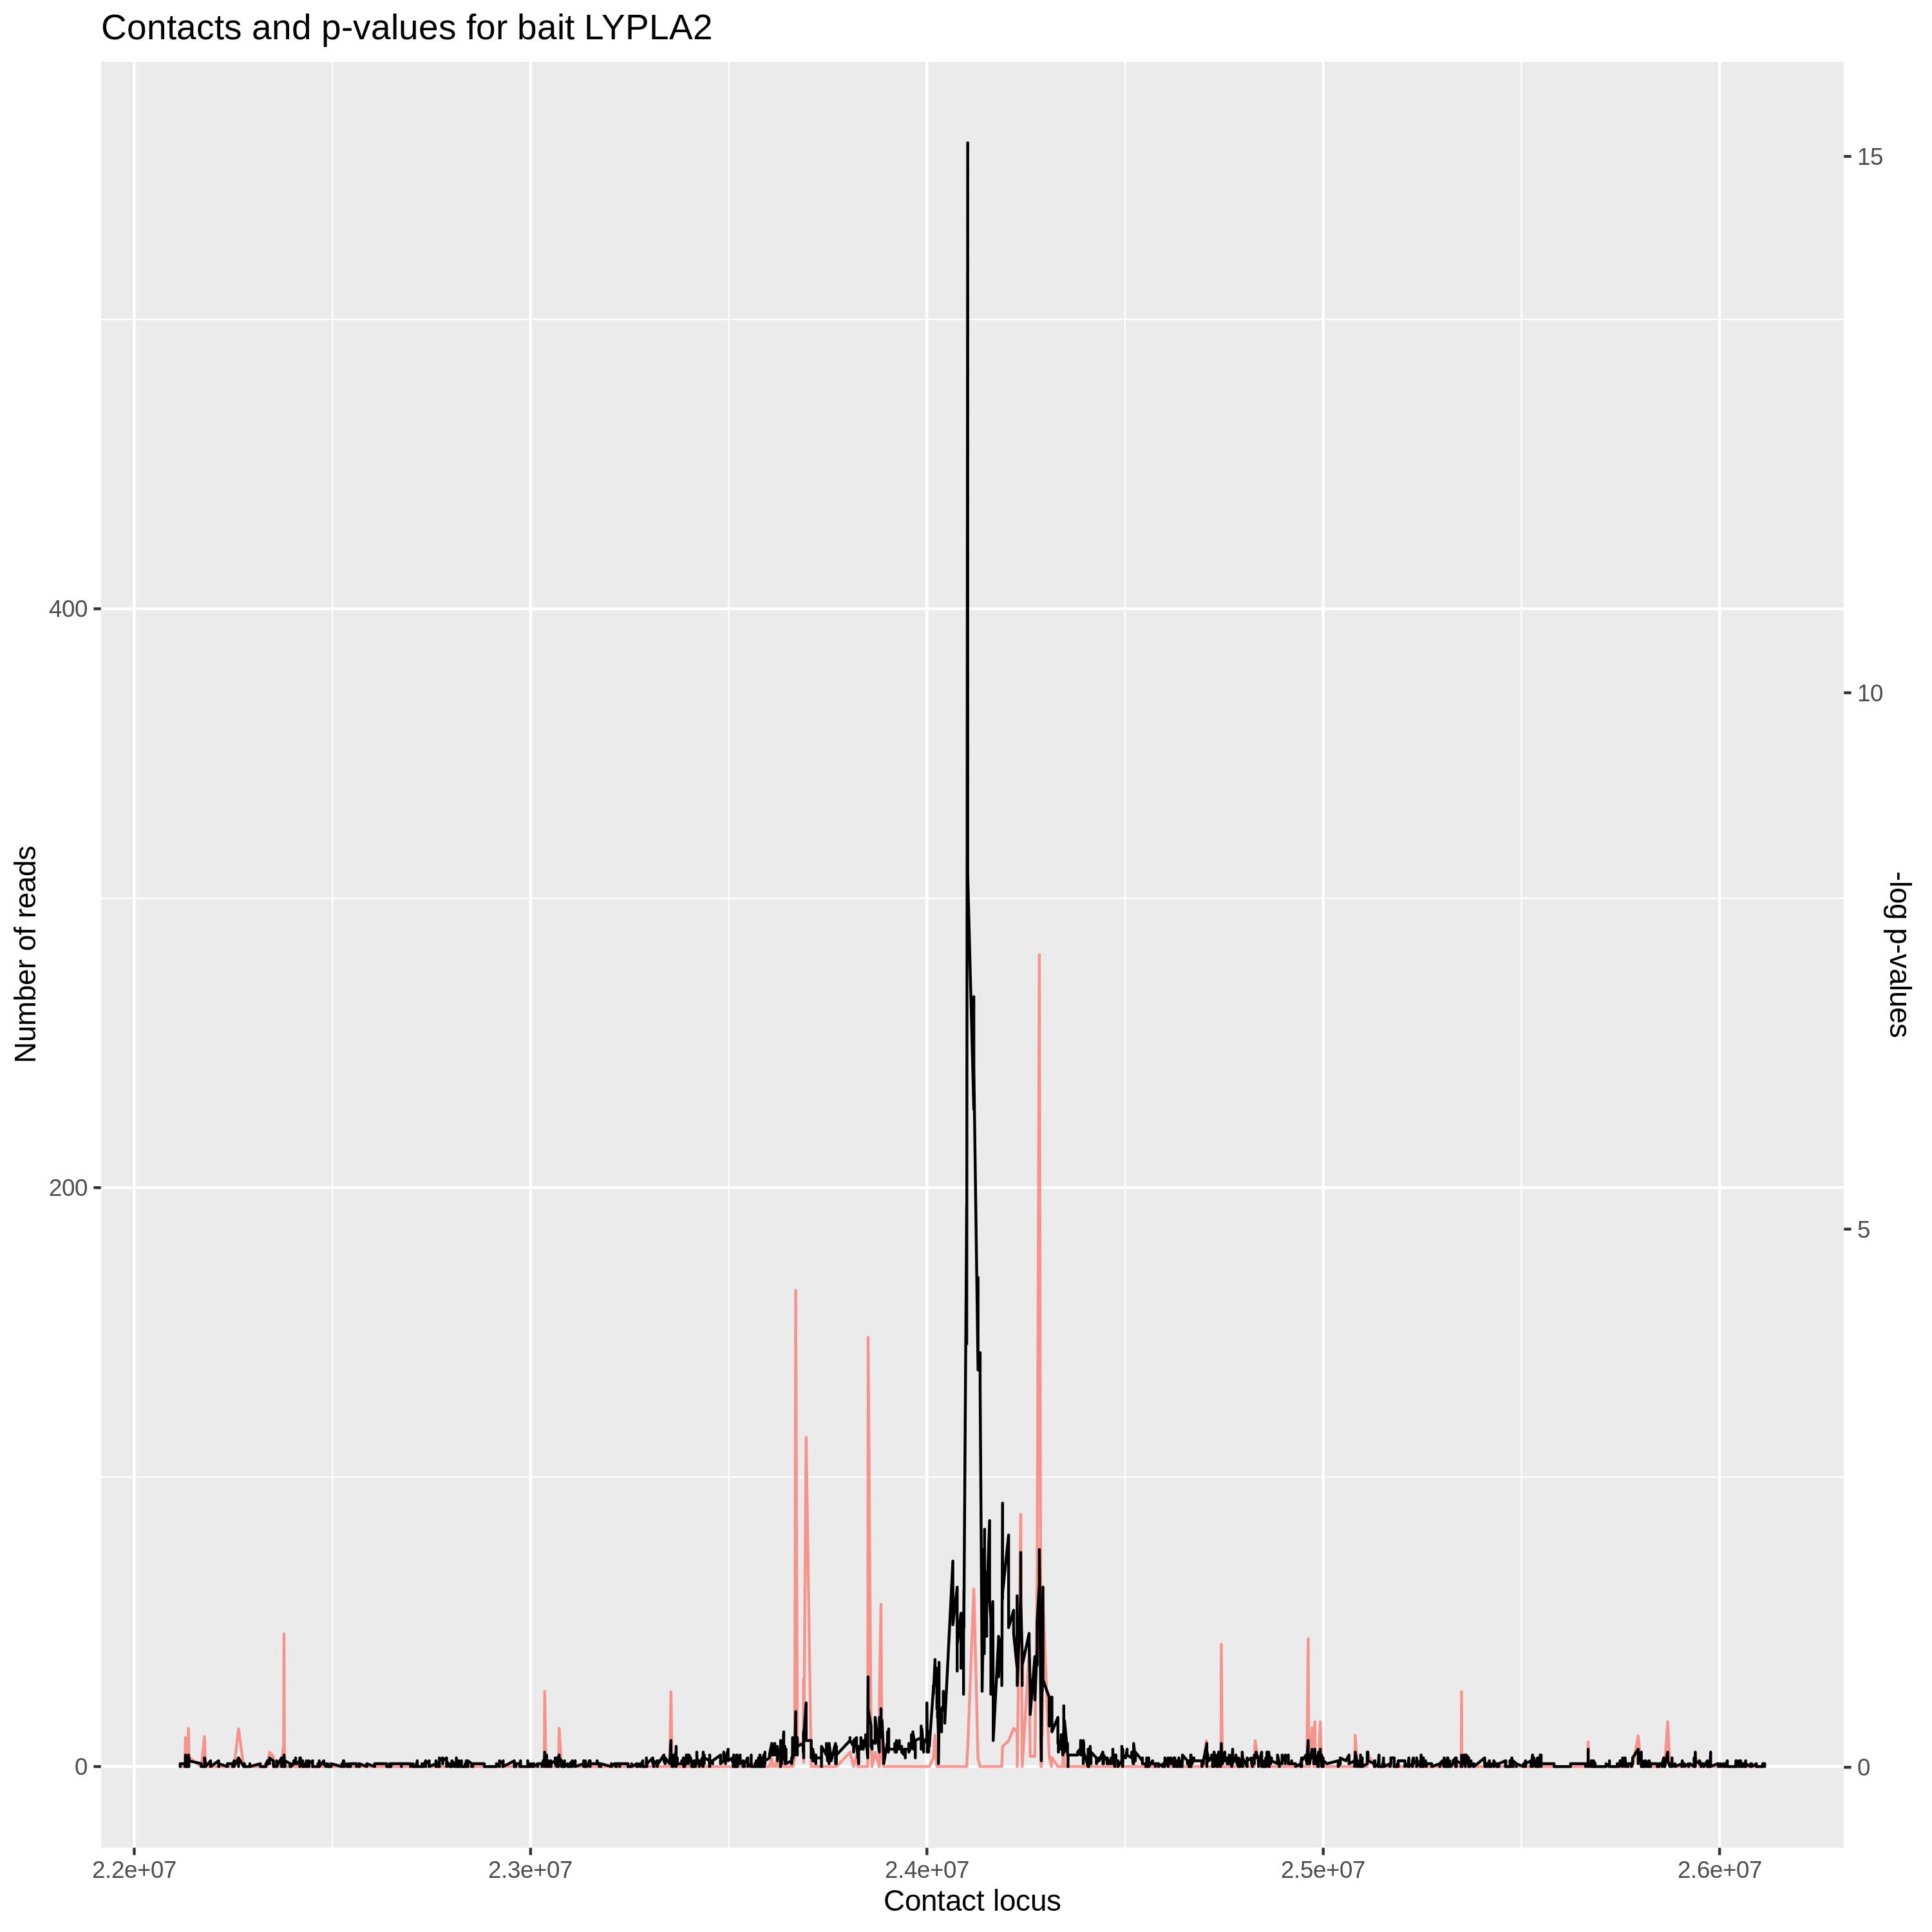 Contacts and p-values for bait LYPLA2
Number of reads
400
200
0
15
10
5
0
-log p-values
2.2e+07 2.3e+07 2.4e+07 2.5e+07 2.6e+07
Contact locus